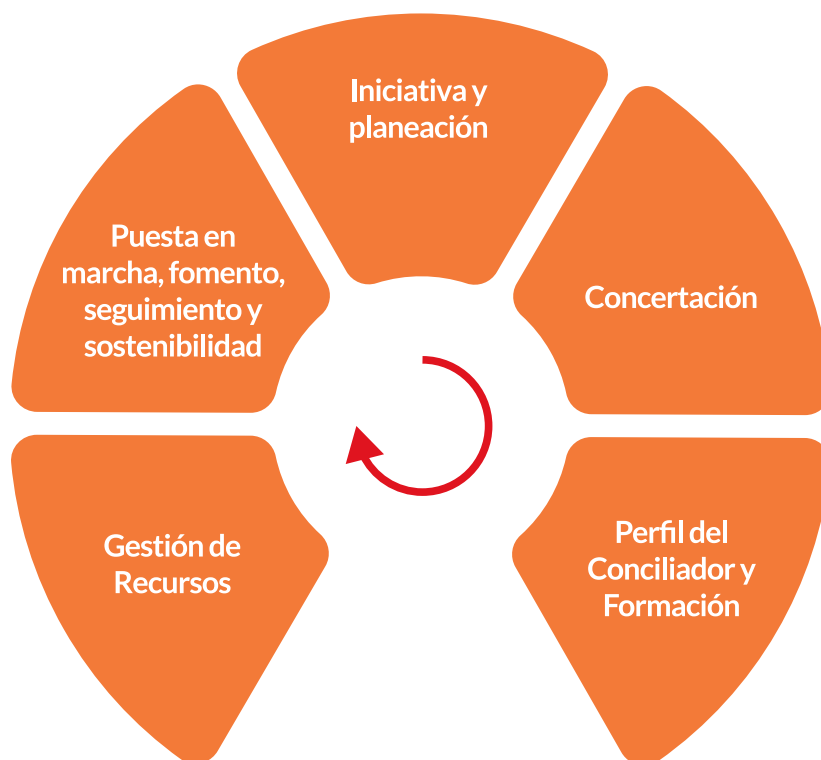 Iniciativa y
planeación
Concertación
Perfil del
Conciliador y
Formación
Gestión de
Recursos
Puesta en
marcha, fomento,
seguimiento y
sostenibilidad